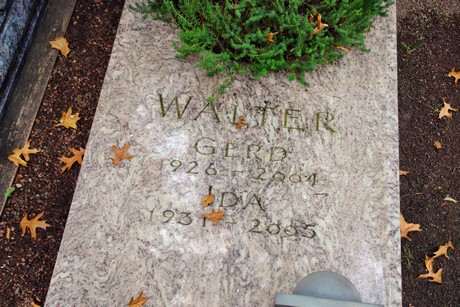 WALTER
GERD
1926 - 2004
IDA
1931 - 2005